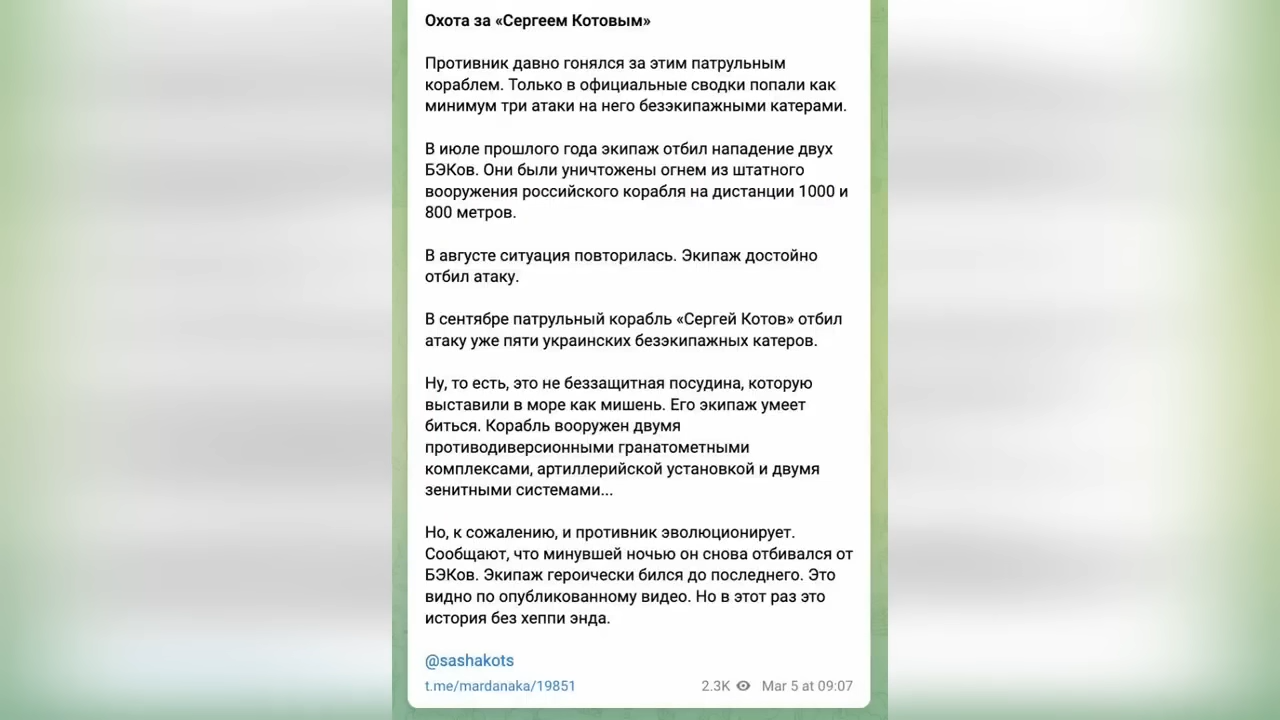 Охота за «Сергеем Котовым»
Противник давно гонялся за этим патрульным
кораблем. Только в официальные сводки попали как
минимум три атаки на него безэкипажными катерами.
В июле прошлого года экипаж отбил нападение двух
БЭКов. Они были уничтожены огнем из штатного
вооружения российского корабля на дистанции 1000 и
800 метров.
В августе ситуация повторилась. Экипаж достойно
отбил атаку.
В сентябре патрульный корабль «Сергей Котов» отбил
атаку уже пяти украинских безэкипажных катеров.
Ну, то есть, это не беззащитная посудина, которую
выставили в море как мишень. Его экипаж умеет
биться. Корабль вооружен двумя
противодиверсионными гранатометными
комплексами, артиллерийской установкой и двумя
зенитными системами...
Но, к сожалению, и противник эволюционирует.
Сообщают, что минувшей ночью он снова отбивался от
БЭКов. Экипаж героически бился до последнего. Это
видно по опубликованному видео. Но в этот раз это
история без хеппи энда.
@sashakots
t.me/mardanaka/19851 2.3K Mar 5 at 09:07